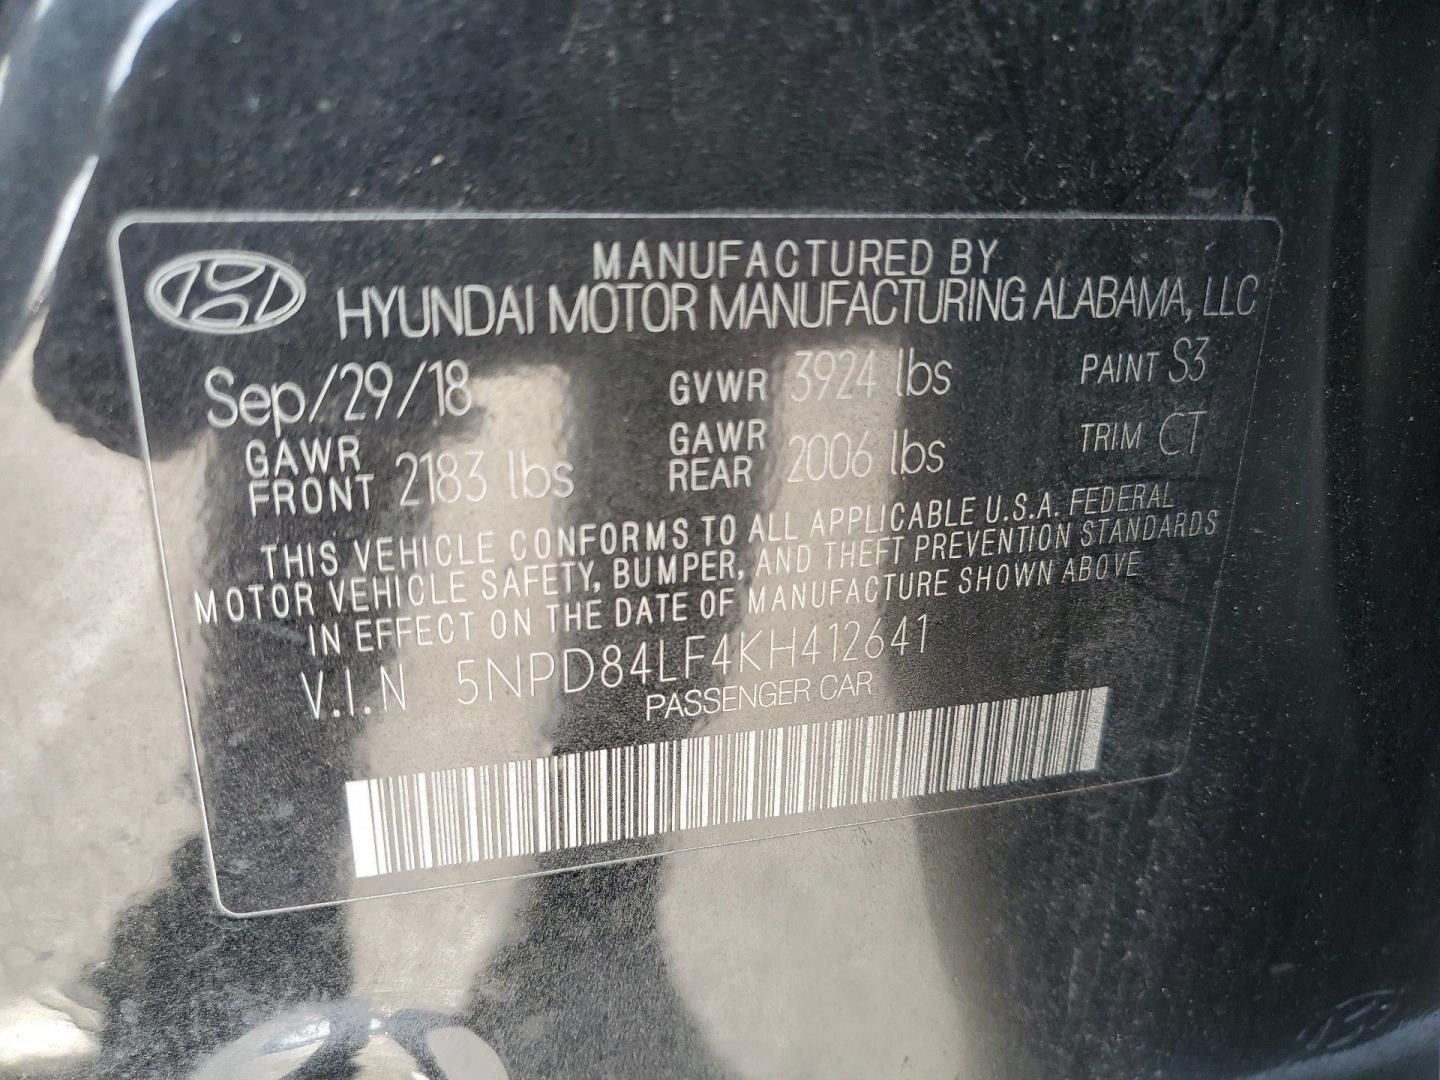 MANUFACTURED BY
HYUNDAI MOTOR MANUFACTURING ALABAMA, LLC
Sep/29/18 GVWR 3924 lbs PAINT S3
GAWR FRONT 2183 lbs GAWR REAR 2006 lbs TRIM CT
THIS VEHICLE CONFORMS TO ALL APPLICABLE U.S.A. FEDERAL
MOTOR VEHICLE SAFETY, BUMPER, AND THEFT PREVENTION STANDARDS
IN EFFECT ON THE DATE OF MANUFACTURE SHOWN ABOVE
V.I.N 5NPD84LF4KH412641
PASSENGER CAR